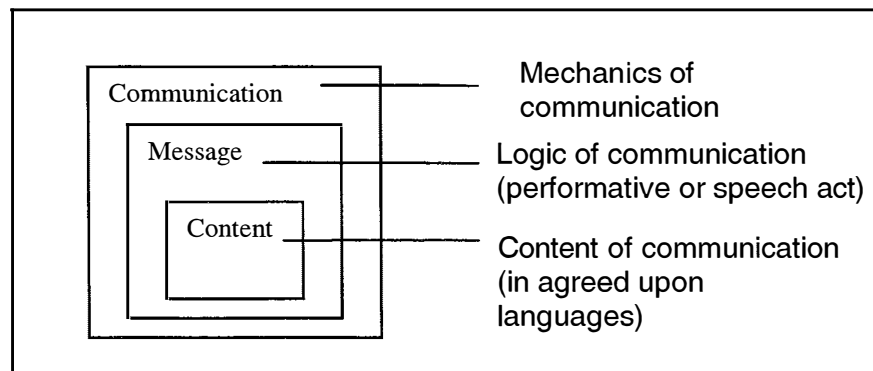 Communication
Mechanics of
communication
Message
Logic of communication
(performative or speech act)
Content
Content of communication
(in agreed upon
languages)